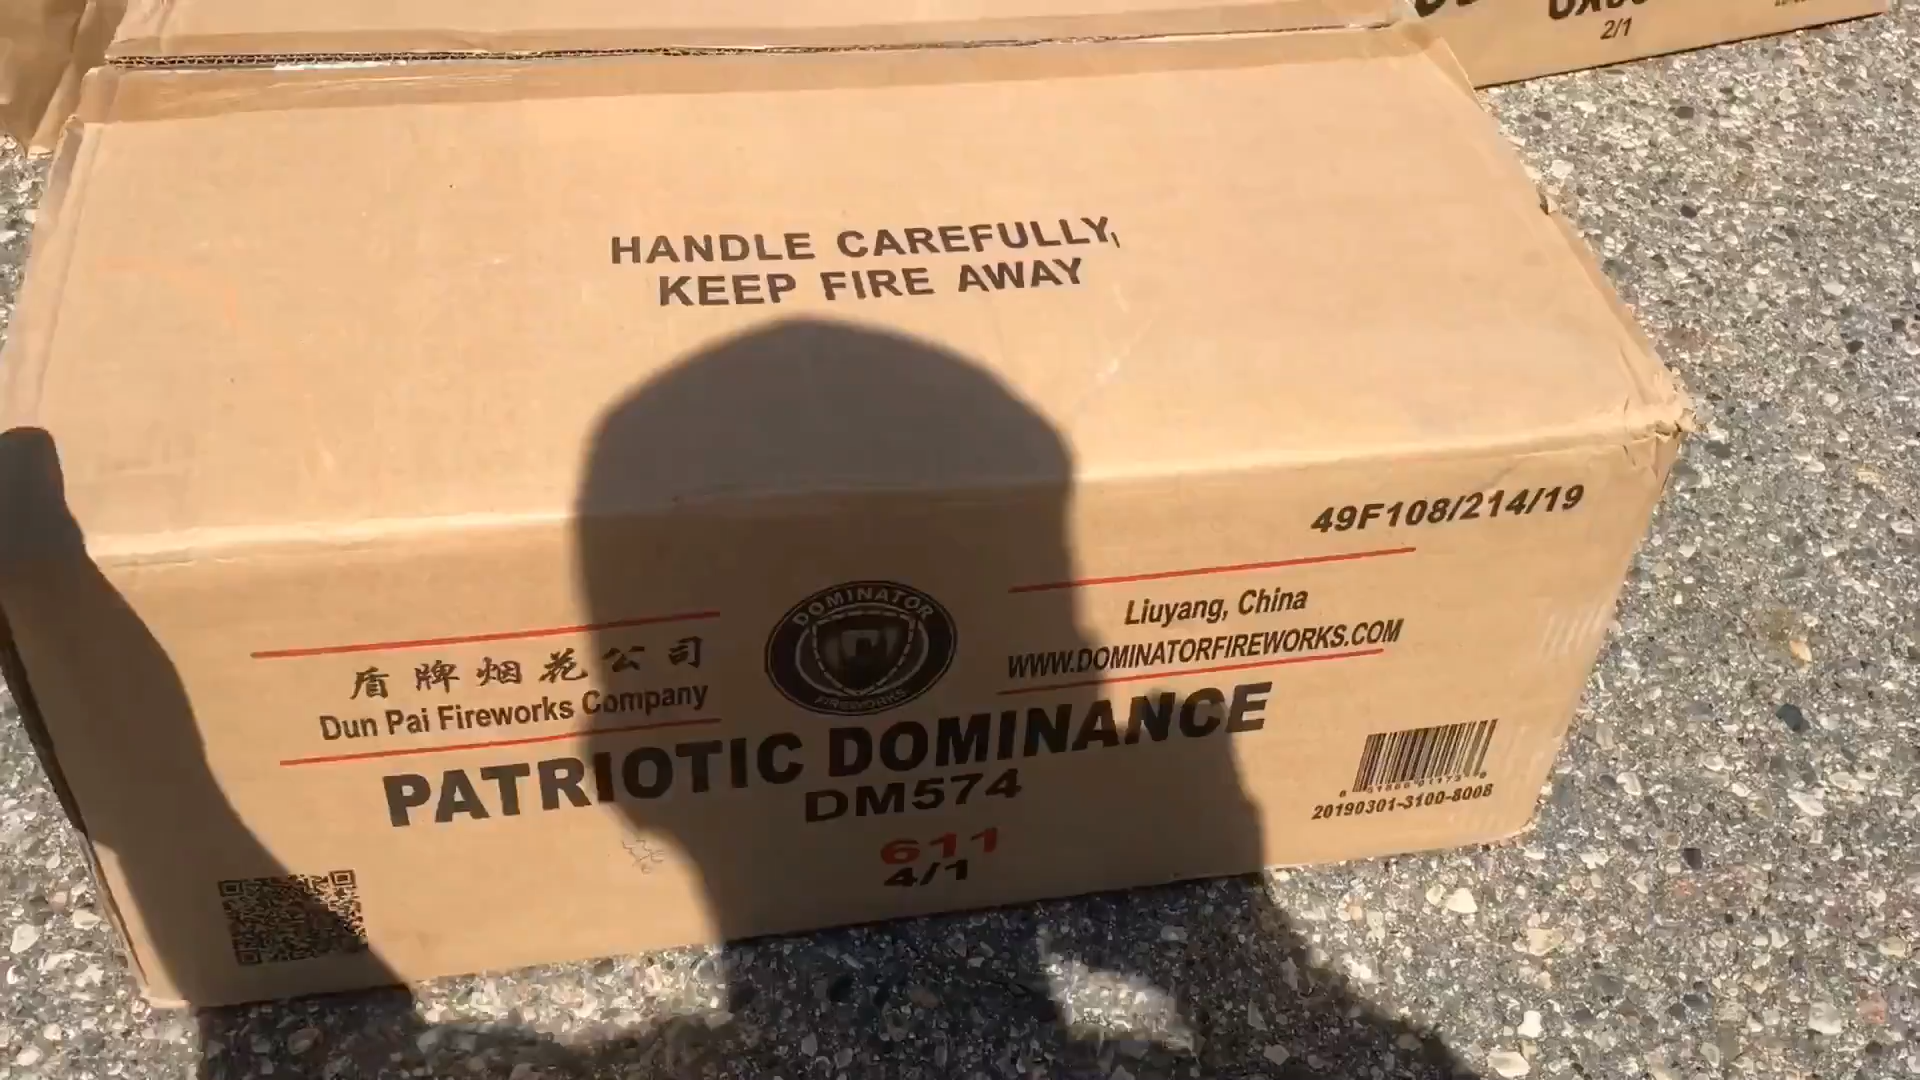 2/1
HANDLE CAREFULLY,
KEEP FIRE AWAY
49F108/214/19
盾牌烟花公司
Dun Pai Fireworks Company
DOMINATOR
FIREWORKS
Liuyang, China
WWW.DOMINATORFIREWORKS.COM
PATRIOTIC DOMINANCE
DM574
611
4/1
20190301-3100-8008